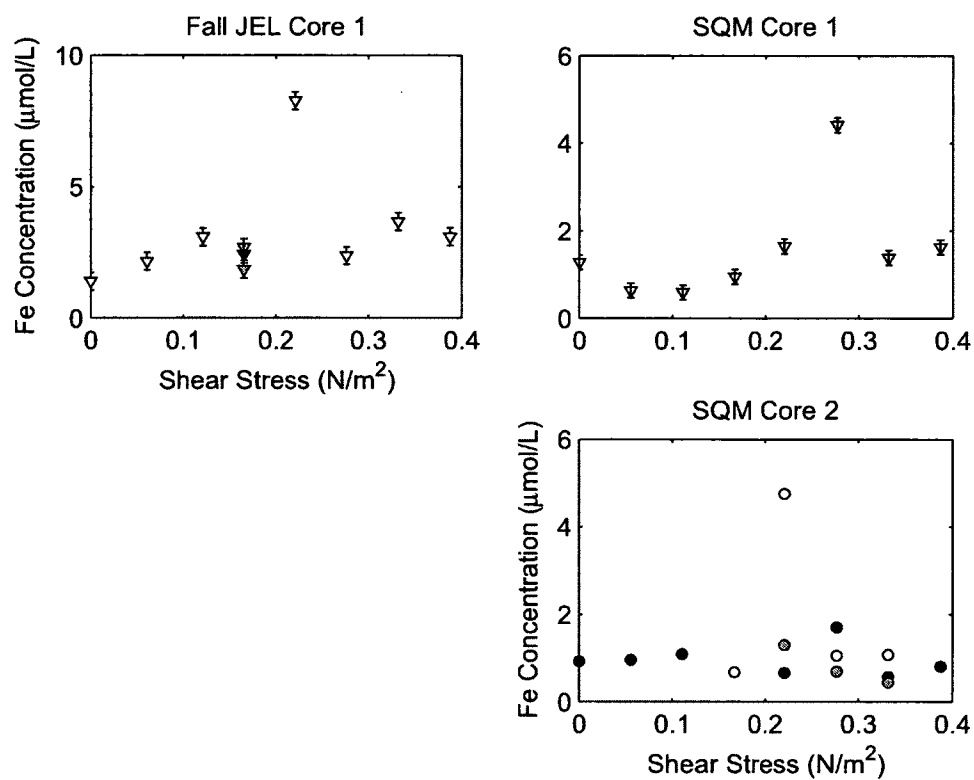 Fall JEL Core 1
Fe Concentration (μmol/L)
10
5
0
0 0.1 0.2 0.3 0.4
Shear Stress (N/m²)
SQM Core 1
6
4
2
0
0 0.1 0.2 0.3 0.4
SQM Core 2
Fe Concentration (μmol/L)
6
4
2
0
0 0.1 0.2 0.3 0.4
Shear Stress (N/m²)